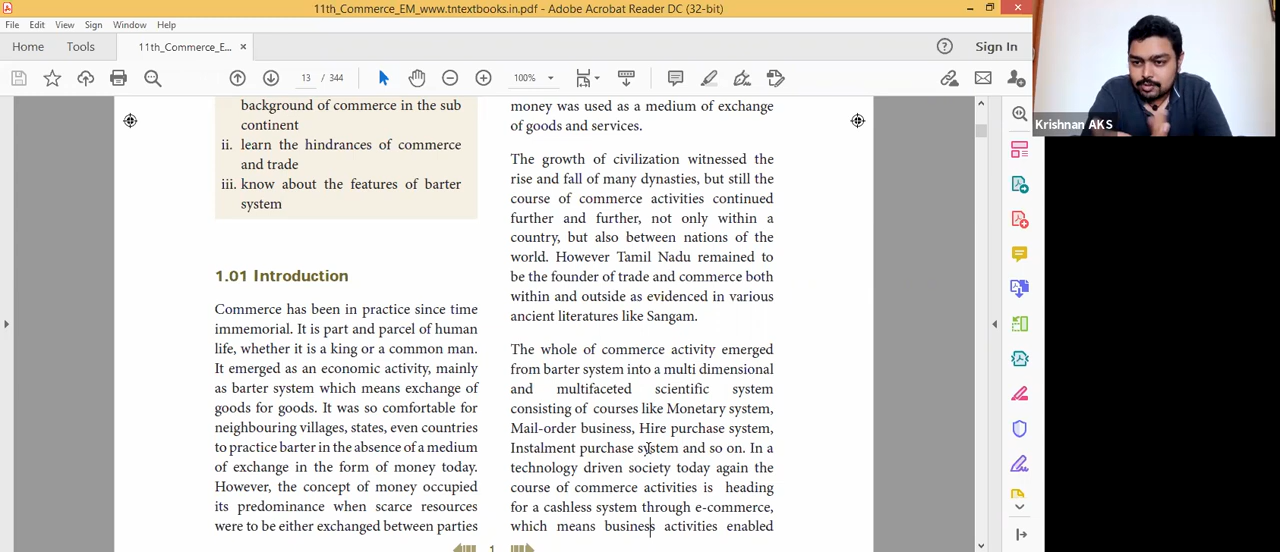 11th_Commerce_EM_www.tntextbooks.in.pdf - Adobe Acrobat Reader DC (32-bit)
File Edit View Sign Window Help
Home Tools 11th_Commerce_E... × Sign In
13 / 344 100%
Krishnan AKS
background of commerce in the sub
continent
ii. learn the hindrances of commerce
and trade
iii. know about the features of barter
system
1.01 Introduction
Commerce has been in practice since time
immemorial. It is part and parcel of human
life, whether it is a king or a common man.
It emerged as an economic activity, mainly
as barter system which means exchange of
goods for goods. It was so comfortable for
neighbouring villages, states, even countries
to practice barter in the absence of a medium
of exchange in the form of money today.
However, the concept of money occupied
its predominance when scarce resources
were to be either exchanged between parties
money was used as a medium of exchange
of goods and services.
The growth of civilization witnessed the
rise and fall of many dynasties, but still the
course of commerce activities continued
further and further, not only within a
country, but also between nations of the
world. However Tamil Nadu remained to
be the founder of trade and commerce both
within and outside as evidenced in various
ancient literatures like Sangam.
The whole of commerce activity emerged
from barter system into a multi dimensional
and multifaceted scientific system
consisting of courses like Monetary system,
Mail-order business, Hire purchase system,
Instalment purchase system and so on. In a
technology driven society today again the
course of commerce activities is heading
for a cashless system through e-commerce,
which means business activities enabled
1